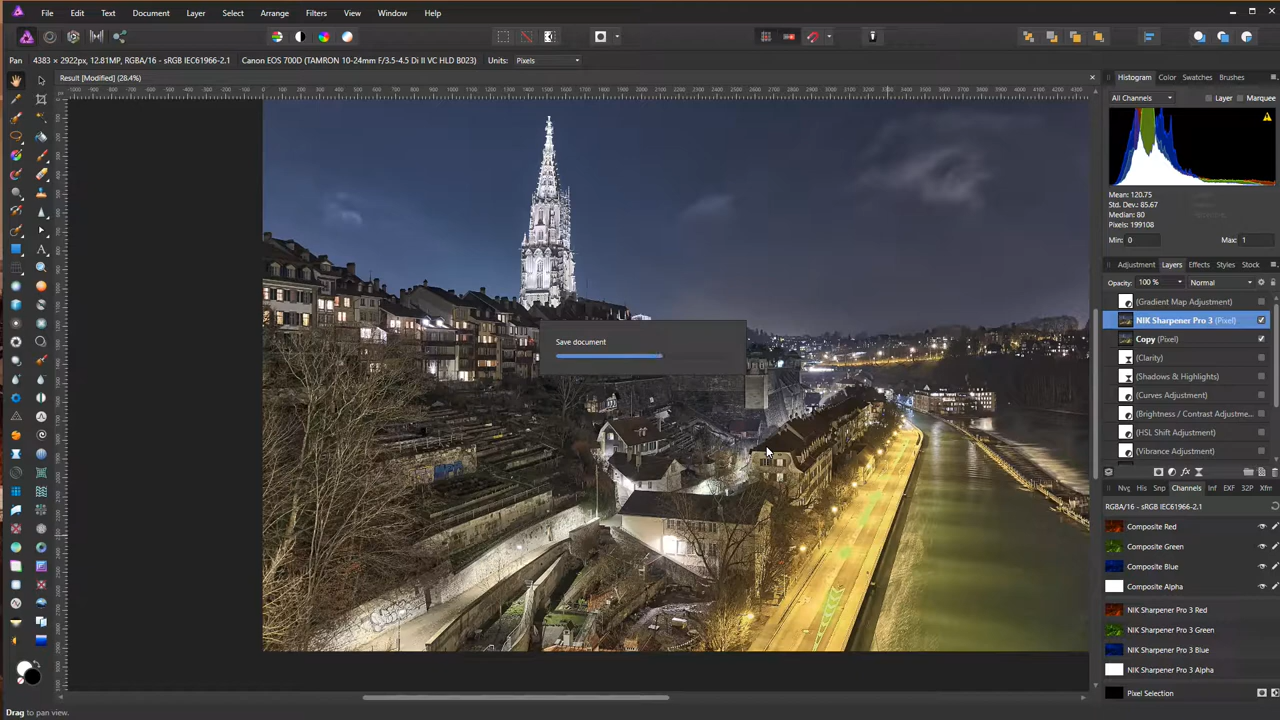 File Edit Text Document Layer Select Arrange Filters View Window Help
Pan 4383 × 2922px, 12.81MP, RGBA/16 - sRGB IEC61966-2.1 Canon EOS 700D (TAMRON 10-24mm F/3.5-4.5 Di II VC HLD B023) Units: Pixels
Result [Modified] (28.4%)
Histogram Color Swatches Brushes
All Channels Layer Marquee
Mean: 120.75
Std. Dev.: 85.67
Median: 80
Pixels: 199108
Min: 0 Max: 1
Adjustment Layers Effects Styles Stock
Opacity: 100 % Normal
(Gradient Map Adjustment)
NIK Sharpener Pro 3 (Pixel)
Save document
Copy (Pixel)
(Clarity)
(Shadows & Highlights)
(Curves Adjustment)
(Brightness / Contrast Adjustme...
(HSL Shift Adjustment)
(Vibrance Adjustment)
Nvg His Snp Channels Inf EXF 32P Xfm
RGBA/16 - sRGB IEC61966-2.1
Composite Red
Composite Green
Composite Blue
Composite Alpha
NIK Sharpener Pro 3 Red
NIK Sharpener Pro 3 Green
NIK Sharpener Pro 3 Blue
NIK Sharpener Pro 3 Alpha
Pixel Selection
Drag to pan view.